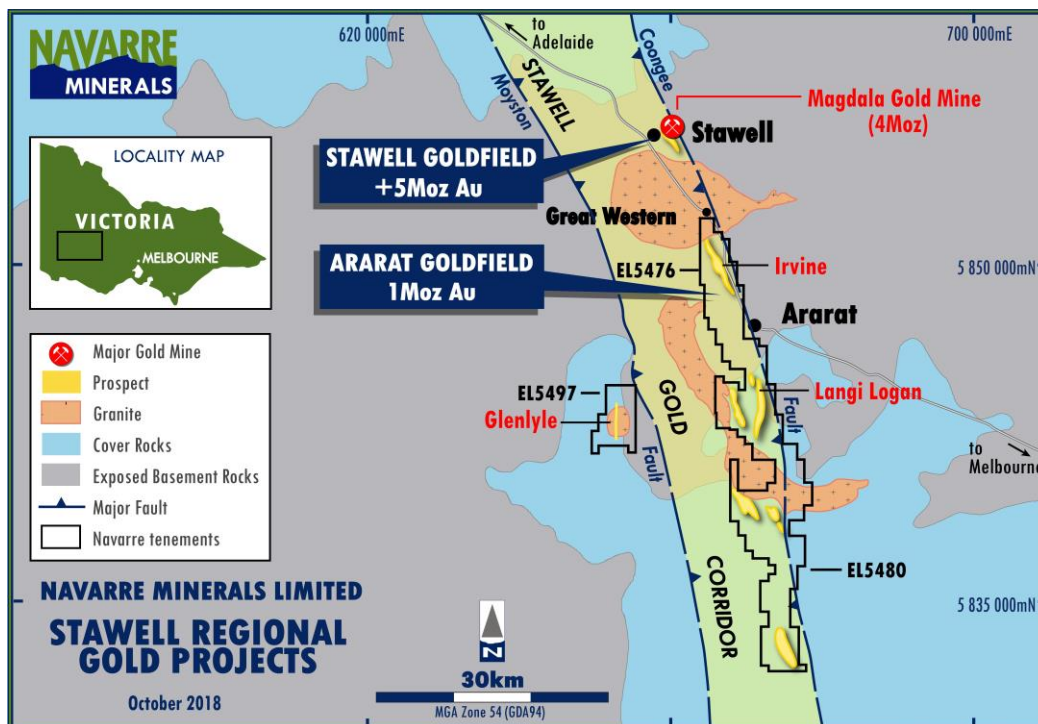 NAVARRE
MINERALS
620 000mE
to
Adelaide
700 000mE
Coongee
Moyston
STAWELL
Magdala Gold Mine
(4Moz)
Stawell
LOCALITY MAP
VICTORIA
MELBOURNE
STAWELL GOLDFIELD
+5Moz Au
Great Western
ARARAT GOLDFIELD
1Moz Au
EL5476
Irvine
5 850 000mN
Ararat
Major Gold Mine
Prospect
Granite
Cover Rocks
Exposed Basement Rocks
Major Fault
Navarre tenements
EL5497
Glenlyle
GOLD
Langi Logan
Fault
Fault
to
Melbourne
CORRIDOR
EL5480
5 835 000mN
NAVARRE MINERALS LIMITED
STAWELL REGIONAL
GOLD PROJECTS
October 2018
N
30km
MGA Zone 54 (GDA94)